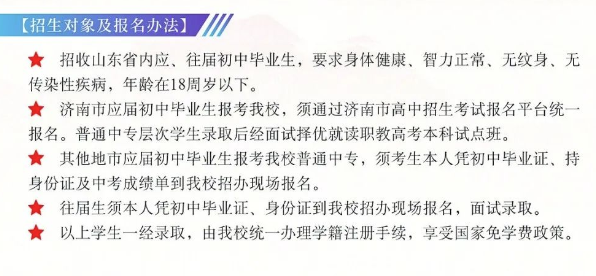 【招生对象及报名办法】
★ 招收山东省内应、往届初中毕业生，要求身体健康、智力正常、无纹身、无
传染性疾病，年龄在18周岁以下。
★ 济南市应届初中毕业生报考我校，须通过济南市高中招生考试报名平台统一
报名。普通中专层次学生录取后经面试择优就读职教高考本科试点班。
★ 其他地市应届初中毕业生报考我校普通中专，须考生本人凭初中毕业证、持
身份证及中考成绩单到我校招办现场报名。
★ 往届生须本人凭初中毕业证、身份证到我校招办现场报名，面试录取。
★ 以上学生一经录取，由我校统一办理学籍注册手续，享受国家免学费政策。